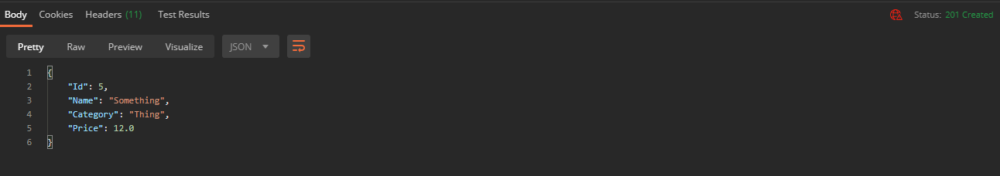 Body Cookies Headers (11) Test Results Status: 201 Created
Pretty Raw Preview Visualize JSON
1 {
2 "Id": 5,
3 "Name": "Something",
4 "Category": "Thing",
5 "Price": 12.0
6 }